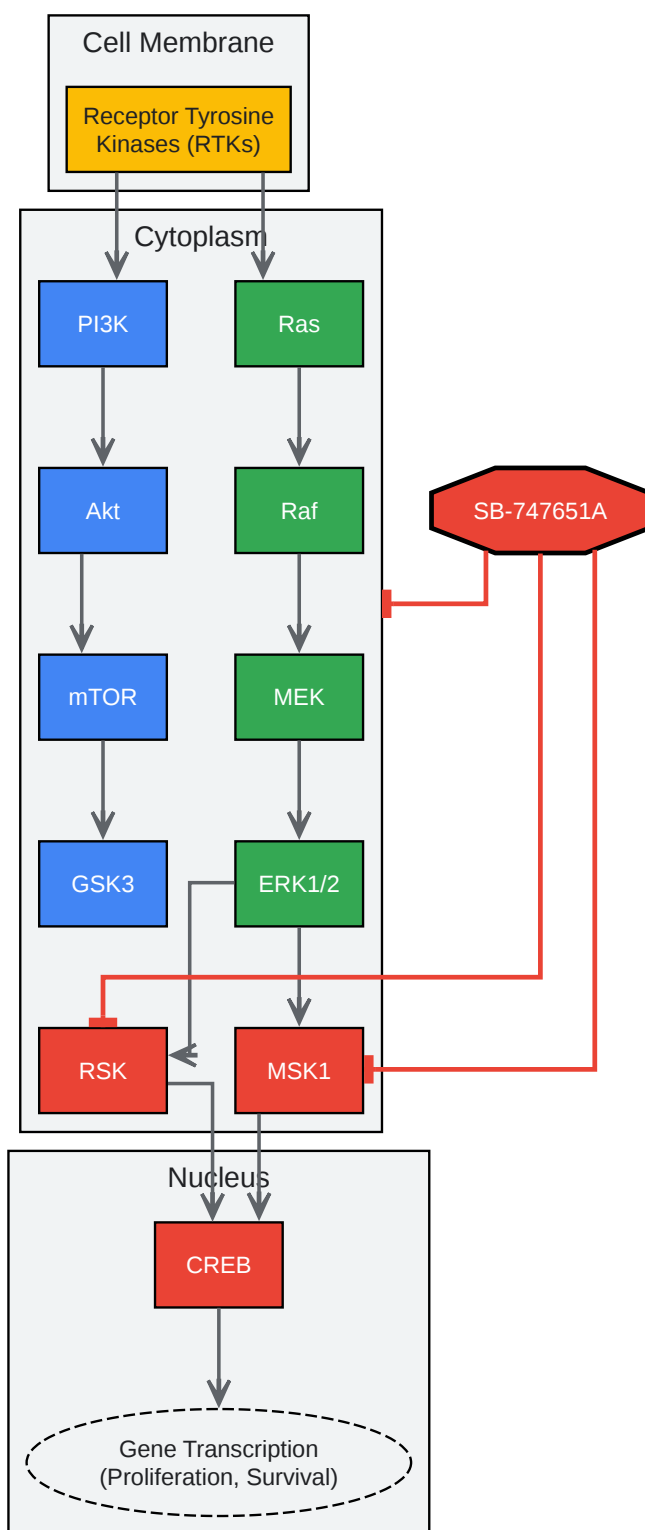 Cell Membrane
Receptor Tyrosine
Kinases (RTKs)
Cytoplasm
PI3K
Ras
Akt
Raf
SB-747651A
mTOR
MEK
GSK3
ERK1/2
RSK
MSK1
Nucleus
CREB
Gene Transcription
(Proliferation, Survival)